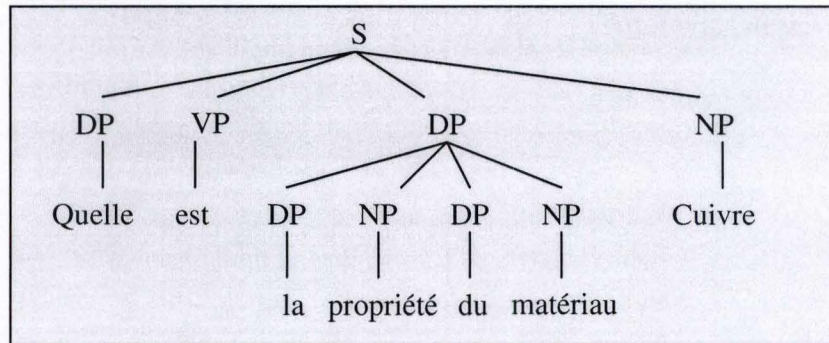 S
DP VP DP NP
Quelle est DP NP DP NP Cuivre
la propriété du matériau